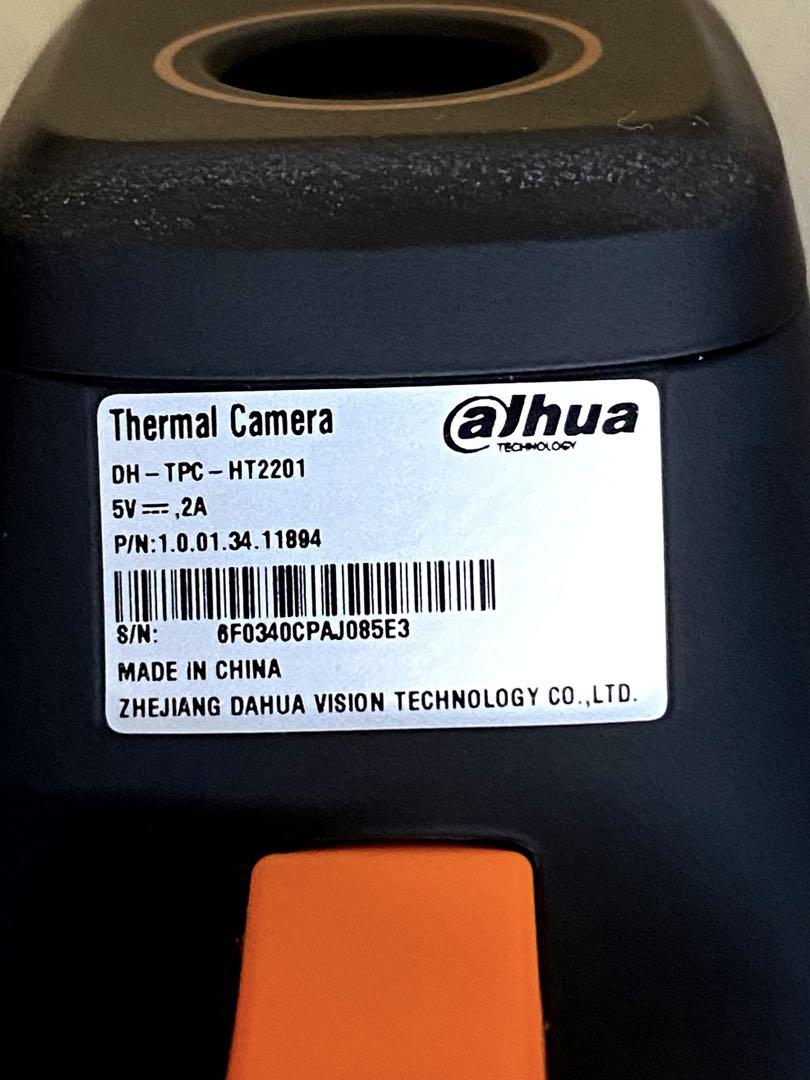 Thermal Camera
alhua
TECHNOLOGY
DH-TPC-HT2201
5V⎓,2A
P/N:1.0.01.34.11894
S/N: 6F0340CPAJ085E3
MADE IN CHINA
ZHEJIANG DAHUA VISION TECHNOLOGY CO.,LTD.